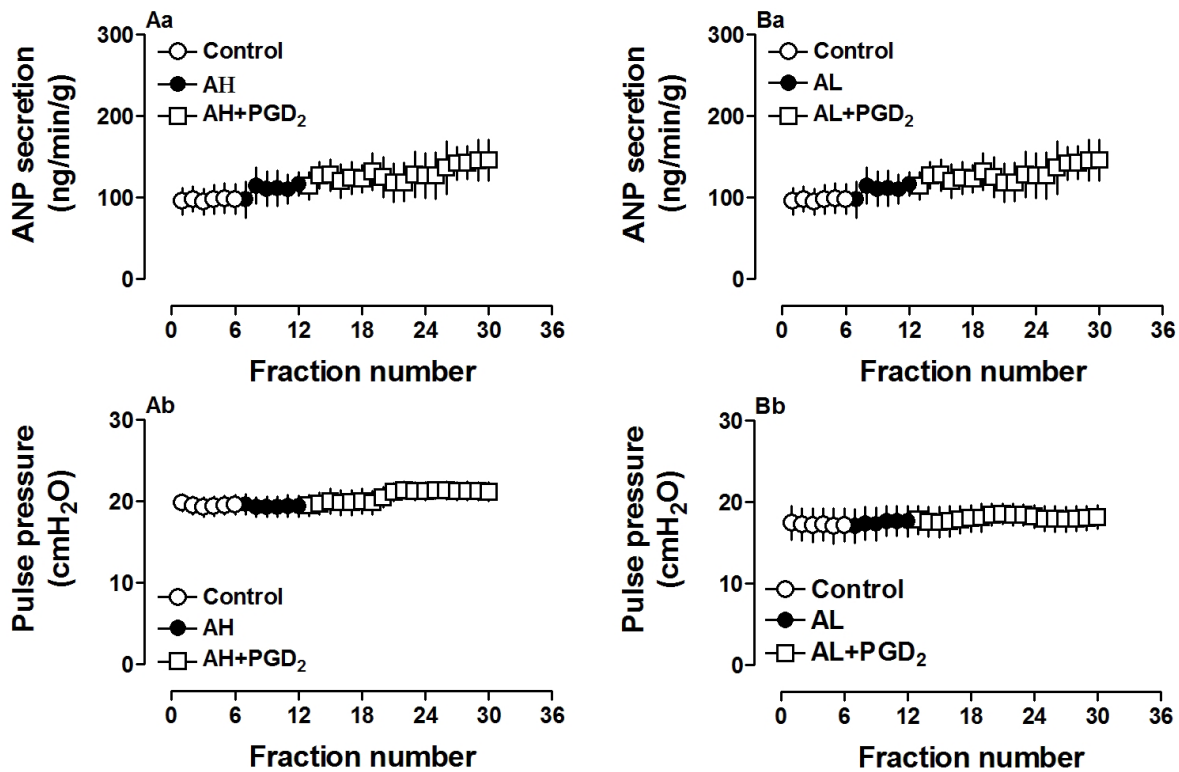 Aa
300
200
100
0
ANP secretion
(ng/min/g)
Control
AH
AH+PGD₂
0 6 12 18 24 30 36
Fraction number
Ba
300
200
100
0
ANP secretion
(ng/min/g)
Control
AL
AL+PGD₂
0 6 12 18 24 30 36
Fraction number
Ab
30
20
10
0
Pulse pressure
(cmH₂O)
Control
AH
AH+PGD₂
0 6 12 18 24 30 36
Fraction number
Bb
30
20
10
0
Pulse pressure
(cmH₂O)
Control
AL
AL+PGD₂
0 6 12 18 24 30 36
Fraction number